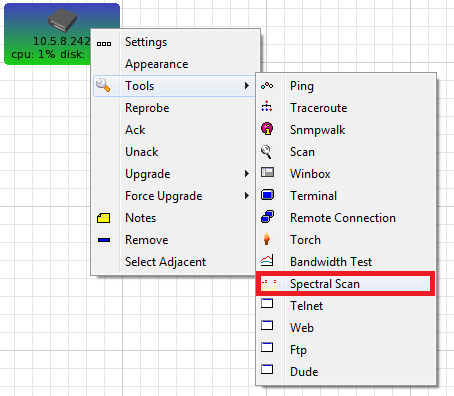 10.5.8.242
cpu: 1% disk:
Settings
Appearance
Tools
Reprobe
Ack
Unack
Upgrade
Force Upgrade
Notes
Remove
Select Adjacent
Ping
Traceroute
Snmpwalk
Scan
Winbox
Terminal
Remote Connection
Torch
Bandwidth Test
Spectral Scan
Telnet
Web
Ftp
Dude